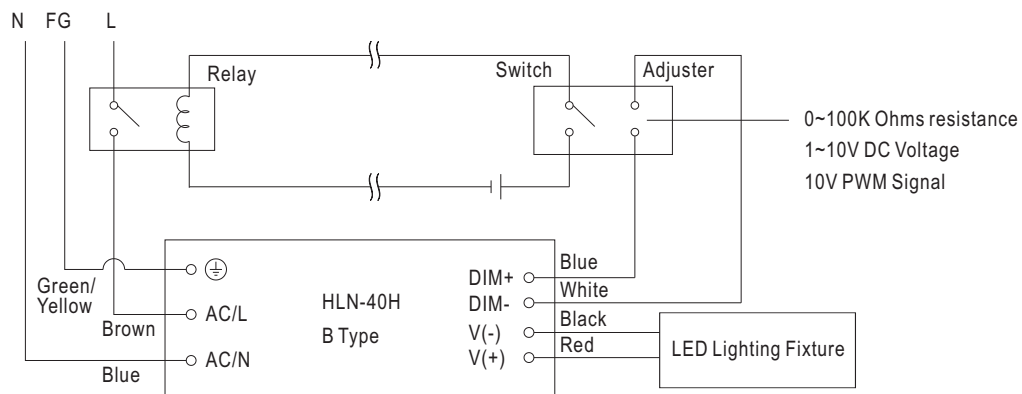 N FG L
Relay
Switch
Adjuster
0~100K Ohms resistance
1~10V DC Voltage
10V PWM Signal
Green/
Yellow
Brown
Blue
AC/L
AC/N
HLN-40H
B Type
DIM+
DIM-
V(-)
V(+)
Blue
White
Black
Red
LED Lighting Fixture